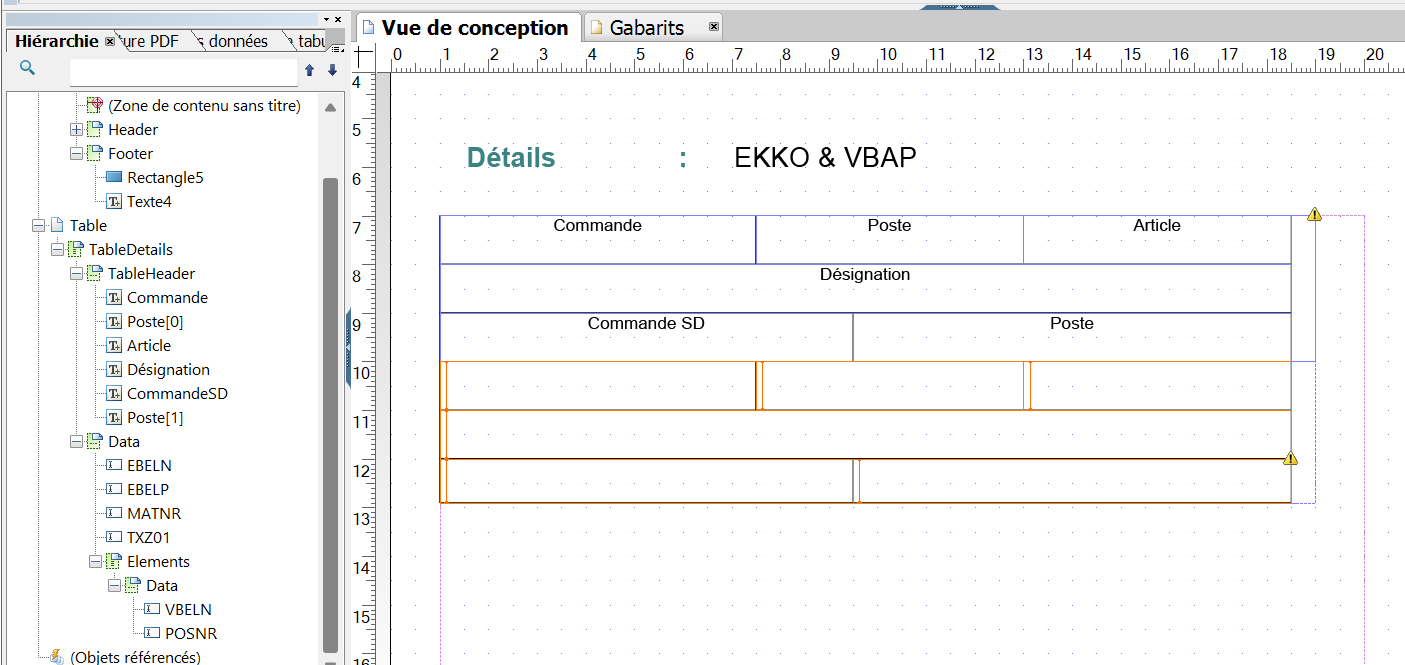 Hiérarchie
ture PDF
données
tabu
(Zone de contenu sans titre)
Header
Footer
Rectangle5
Texte4
Table
TableDetails
TableHeader
Commande
Poste[0]
Article
Désignation
CommandeSD
Poste[1]
Data
EBELN
EBELP
MATNR
TXZ01
Elements
Data
VBELN
POSNR
(Objets référencés)
Vue de conception
Gabarits
0 1 2 3 4 5 6 7 8 9 10 11 12 13 14 15 16 17 18 19 20
4
5
6
7
8
9
10
11
12
13
14
15
16
Détails : EKKO & VBAP
Commande Poste Article
Désignation
Commande SD Poste